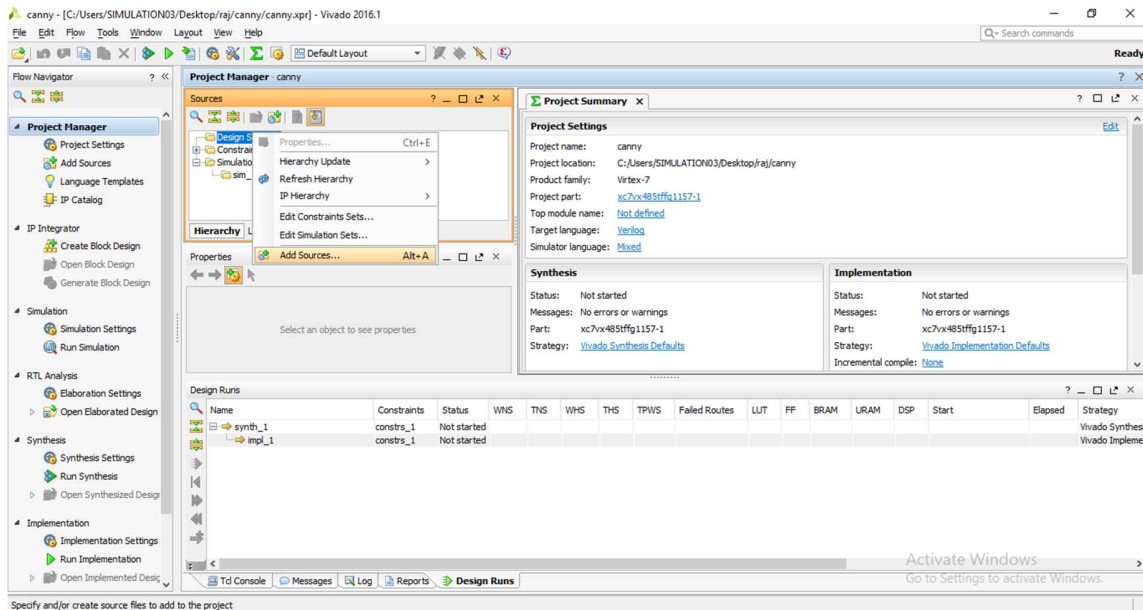 canny - [C:/Users/SIMULATION03/Desktop/raj/canny/canny.xpr] - Vivado 2016.1
File Edit Flow Tools Window Layout View Help
Search commands
Default Layout
Ready
Flow Navigator
Project Manager
Project Settings
Add Sources
Language Templates
IP Catalog
IP Integrator
Create Block Design
Open Block Design
Generate Block Design
Simulation
Simulation Settings
Run Simulation
RTL Analysis
Elaboration Settings
Open Elaborated Design
Synthesis
Synthesis Settings
Run Synthesis
Open Synthesized Desigr
Implementation
Implementation Settings
Run Implementation
Open Implemented Desig
Project Manager - canny
Sources
Design S
Constrai
Simulatio
sim_
Hierarchy L
Properties... Ctrl+E
Hierarchy Update
Refresh Hierarchy
IP Hierarchy
Edit Constraints Sets...
Edit Simulation Sets...
Add Sources... Alt+A
Properties
Select an object to see properties
Project Summary
Project Settings Edit
Project name: canny
Project location: C:/Users/SIMULATION03/Desktop/raj/canny
Product family: Virtex-7
Project part: xc7vx485tffg1157-1
Top module name: Not defined
Target language: Verilog
Simulator language: Mixed
Synthesis
Status: Not started
Messages: No errors or warnings
Part: xc7vx485tffg1157-1
Strategy: Vivado Synthesis Defaults
Implementation
Status: Not started
Messages: No errors or warnings
Part: xc7vx485tffg1157-1
Strategy: Vivado Implementation Defaults
Incremental compile: None
Design Runs
Name Constraints Status WNS TNS WHS THS TPWS Failed Routes LUT FF BRAM URAM DSP Start Elapsed Strategy
synth_1 constrs_1 Not started Vivado Synthes
impl_1 constrs_1 Not started Vivado Impleme
Activate Windows
Go to Settings to activate Windows.
Tcl Console Messages Log Reports Design Runs
Specify and/or create source files to add to the project